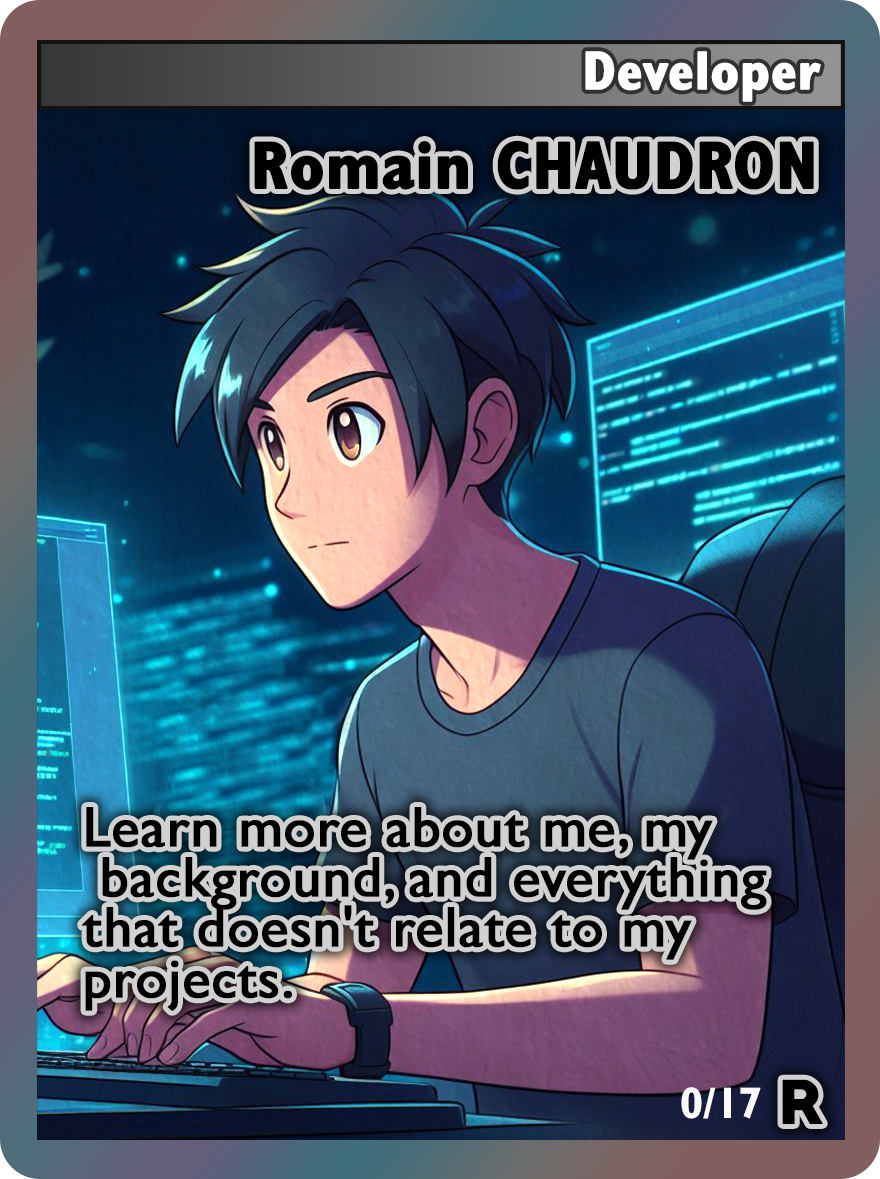 Developer
Romain CHAUDRON
Learn more about me, my
background, and everything
that doesn't relate to my
projects.
0/17 R